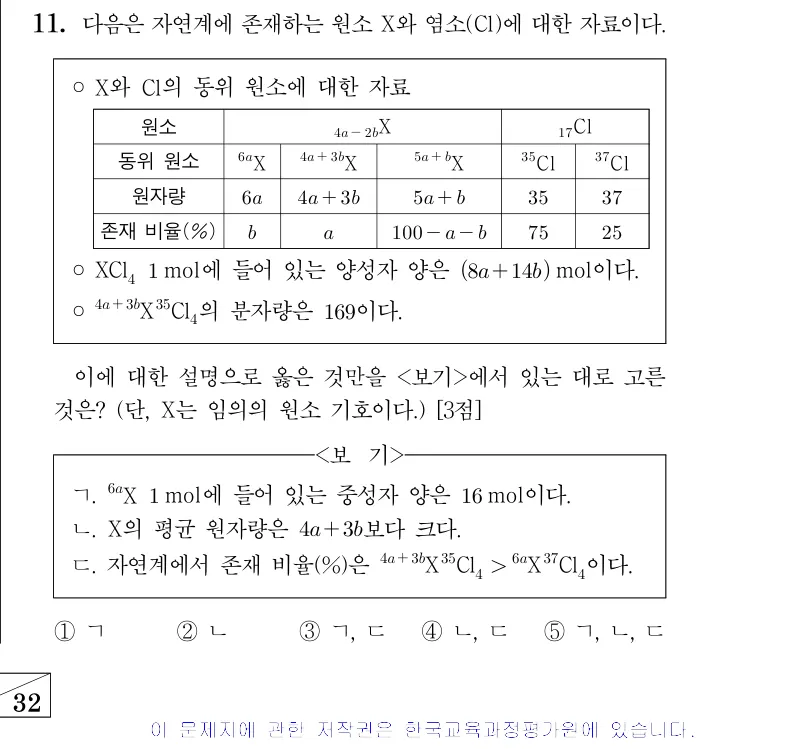 11. 다음은 자연계에 존재하는 원소 X와 염소(Cl)에 대한 자료이다.
○ X와 Cl의 동위 원소에 대한 자료
원소 ₄ₐ₋₂bX ₁₇Cl
동위 원소 ⁶ᵃX ⁴ᵃ⁺³ᵇX ⁵ᵃ⁺ᵇX ³⁵Cl ³⁷Cl
원자량 6a 4a+3b 5a+b 35 37
존재 비율(%) b a 100-a-b 75 25
○ XCl₄ 1 mol에 들어 있는 양성자 양은 (8a+14b) mol이다.
○ ⁴ᵃ⁺³ᵇX³⁵Cl₄의 분자량은 169이다.
이에 대한 설명으로 옳은 것만을 <보기>에서 있는 대로 고른
것은? (단, X는 임의의 원소 기호이다.) [3점]
<보 기>
ㄱ. ⁶ᵃX 1 mol에 들어 있는 중성자 양은 16 mol이다.
ㄴ. X의 평균 원자량은 4a+3b보다 크다.
ㄷ. 자연계에서 존재 비율(%)은 ⁴ᵃ⁺³ᵇX³⁵Cl₄ > ⁶ᵃX³⁷Cl₄이다.
① ㄱ ② ㄴ ③ ㄱ, ㄷ ④ ㄴ, ㄷ ⑤ ㄱ, ㄴ, ㄷ
32
이 문제지에 관한 저작권은 한국교육과정평가원에 있습니다.